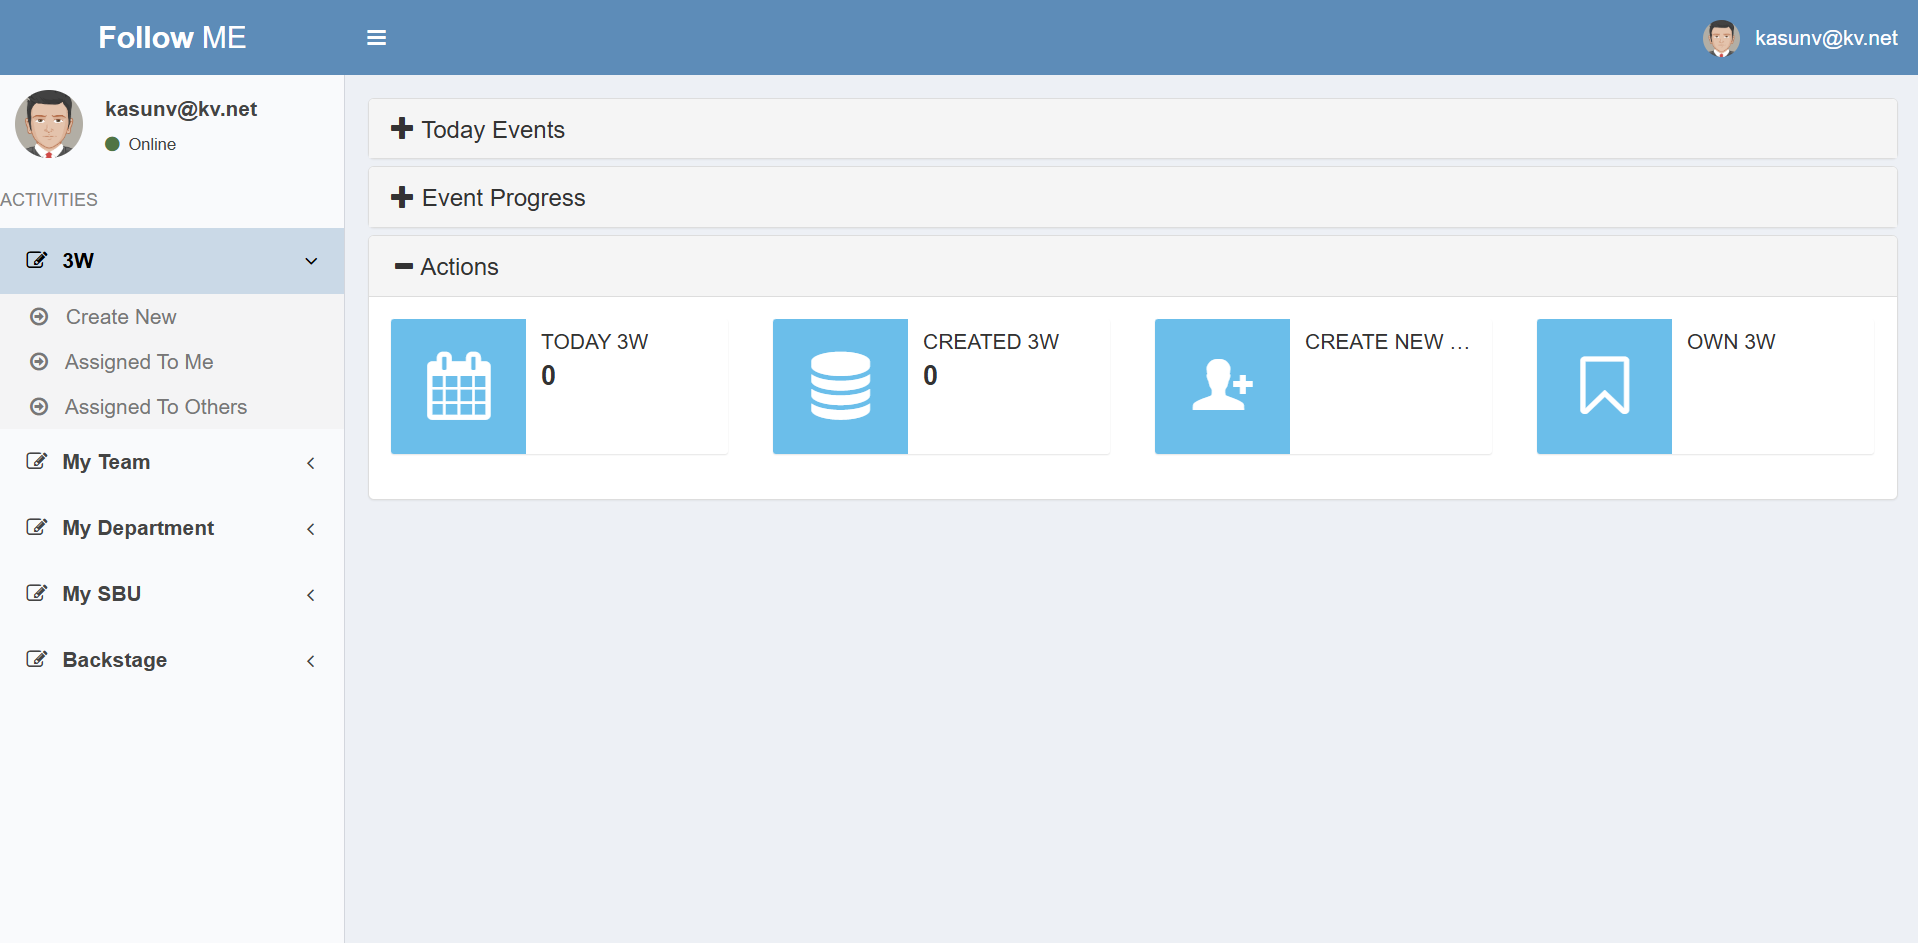 Follow ME
kasunv@kv.net
kasunv@kv.net
Online
ACTIVITIES
3W
Create New
Assigned To Me
Assigned To Others
My Team
My Department
My SBU
Backstage
Today Events
Event Progress
Actions
TODAY 3W
0
CREATED 3W
0
CREATE NEW ...
OWN 3W